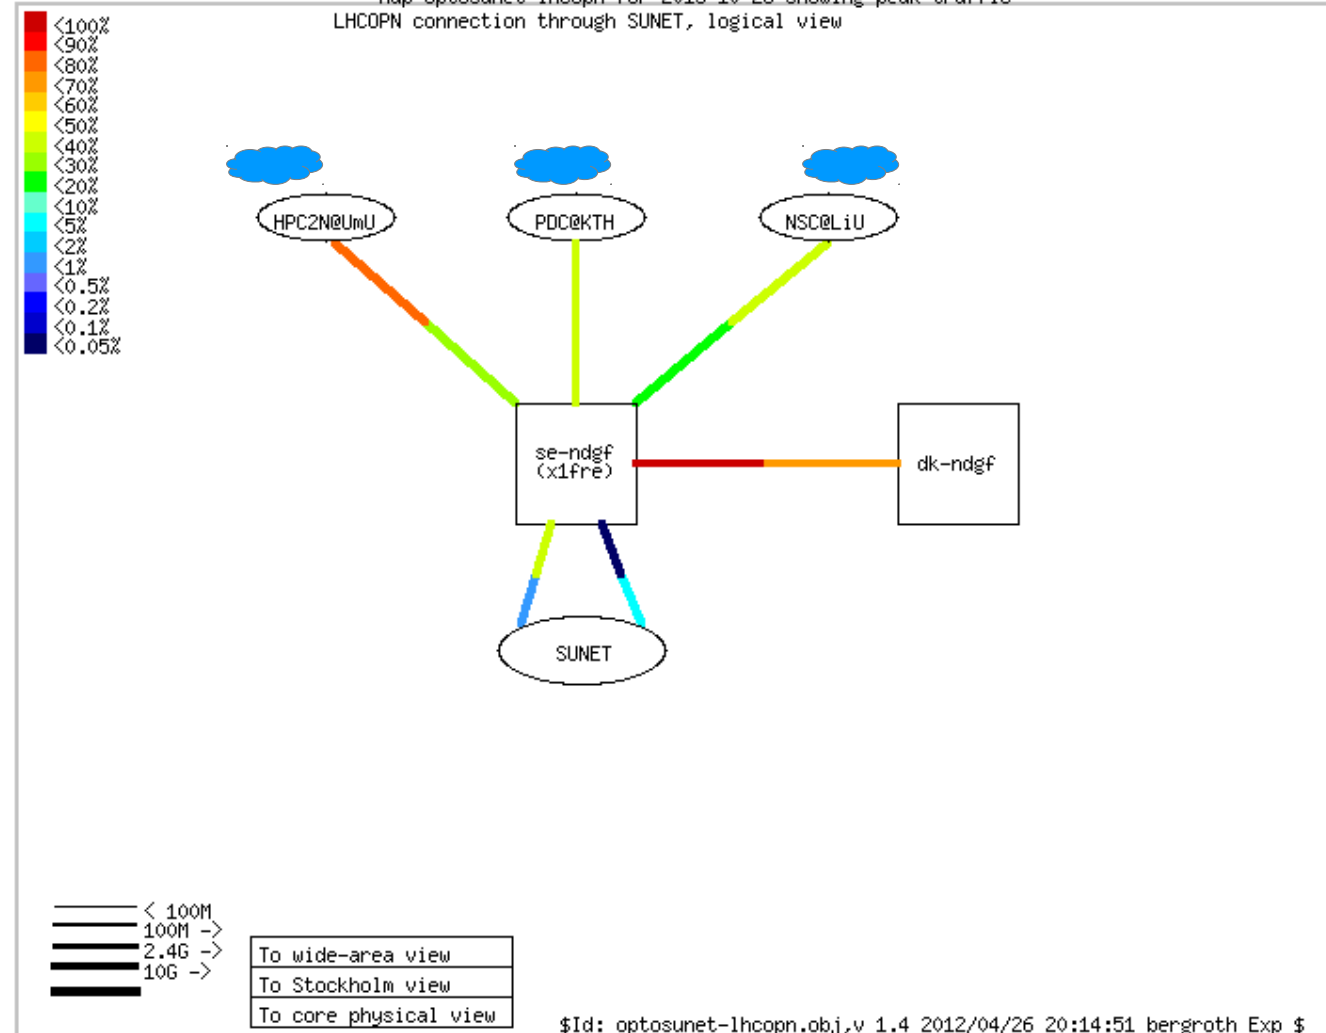 LHCOPN connection through SUNET, logical view
<100%
<90%
<80%
<70%
<60%
<50%
<40%
<30%
<20%
<10%
<5%
<2%
<1%
<0.5%
<0.2%
<0.1%
<0.05%
HPC2N@UmU
PDC@KTH
NSC@LiU
se-ndgf
(x1fre)
dk-ndgf
SUNET
< 100M
100M ->
2.4G ->
10G ->
To wide-area view
To Stockholm view
To core physical view
$Id: optosunet-lhcopn.obj,v 1.4 2012/04/26 20:14:51 bergroth Exp $